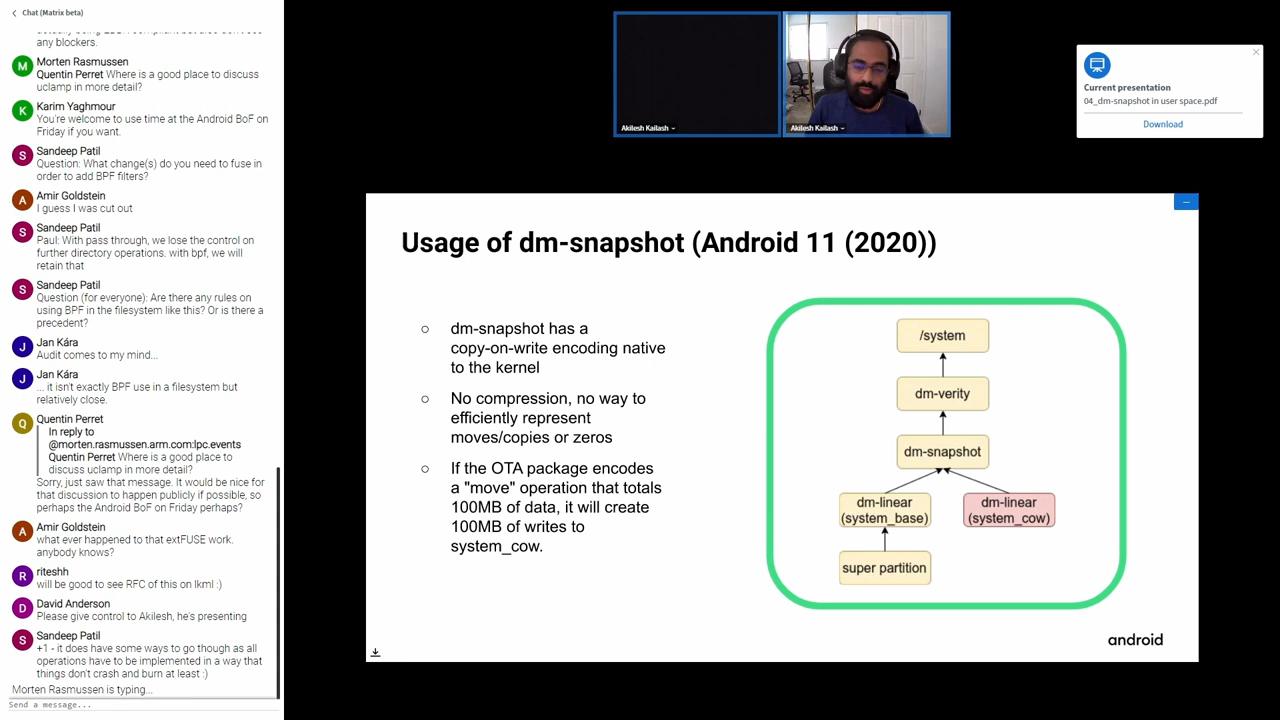 Chat (Matrix beta)
any blockers.
Morten Rasmussen
Quentin Perret Where is a good place to discuss
uclamp in more detail?
Karim Yaghmour
You're welcome to use time at the Android BoF on
Friday if you want.
Sandeep Patil
Question: What change(s) do you need to fuse in
order to add BPF filters?
Amir Goldstein
I guess I was cut out
Sandeep Patil
Paul: With pass through, we lose the control on
further directory operations. with bpf, we will
retain that
Sandeep Patil
Question (for everyone): Are there any rules on
using BPF in the filesystem like this? Or is there a
precedent?
Jan Kára
Audit comes to my mind...
Jan Kára
... it isn't exactly BPF use in a filesystem but
relatively close.
Quentin Perret
In reply to
@morten.rasmussen.arm.com:lpc.events
Quentin Perret Where is a good place to
discuss uclamp in more detail?
Sorry, just saw that message. It would be nice for
that discussion to happen publicly if possible, so
perhaps the Android BoF on Friday perhaps?
Amir Goldstein
what ever happened to that extFUSE work.
anybody knows?
riteshh
will be good to see RFC of this on lkml :)
David Anderson
Please give control to Akilesh, he's presenting
Sandeep Patil
+1 - it does have some ways to go though as all
operations have to be implemented in a way that
things don't crash and burn at least :)
Morten Rasmussen is typing...
Send a message...
M
K
S
A
S
S
J
J
Q
A
R
D
S
Akilesh Kailash
Akilesh Kailash
Current presentation
04_dm-snapshot in user space.pdf
Download
Usage of dm-snapshot (Android 11 (2020))
dm-snapshot has a
copy-on-write encoding native
to the kernel
No compression, no way to
efficiently represent
moves/copies or zeros
If the OTA package encodes
a "move" operation that totals
100MB of data, it will create
100MB of writes to
system_cow.
/system
dm-verity
dm-snapshot
dm-linear
(system_base)
dm-linear
(system_cow)
super partition
android